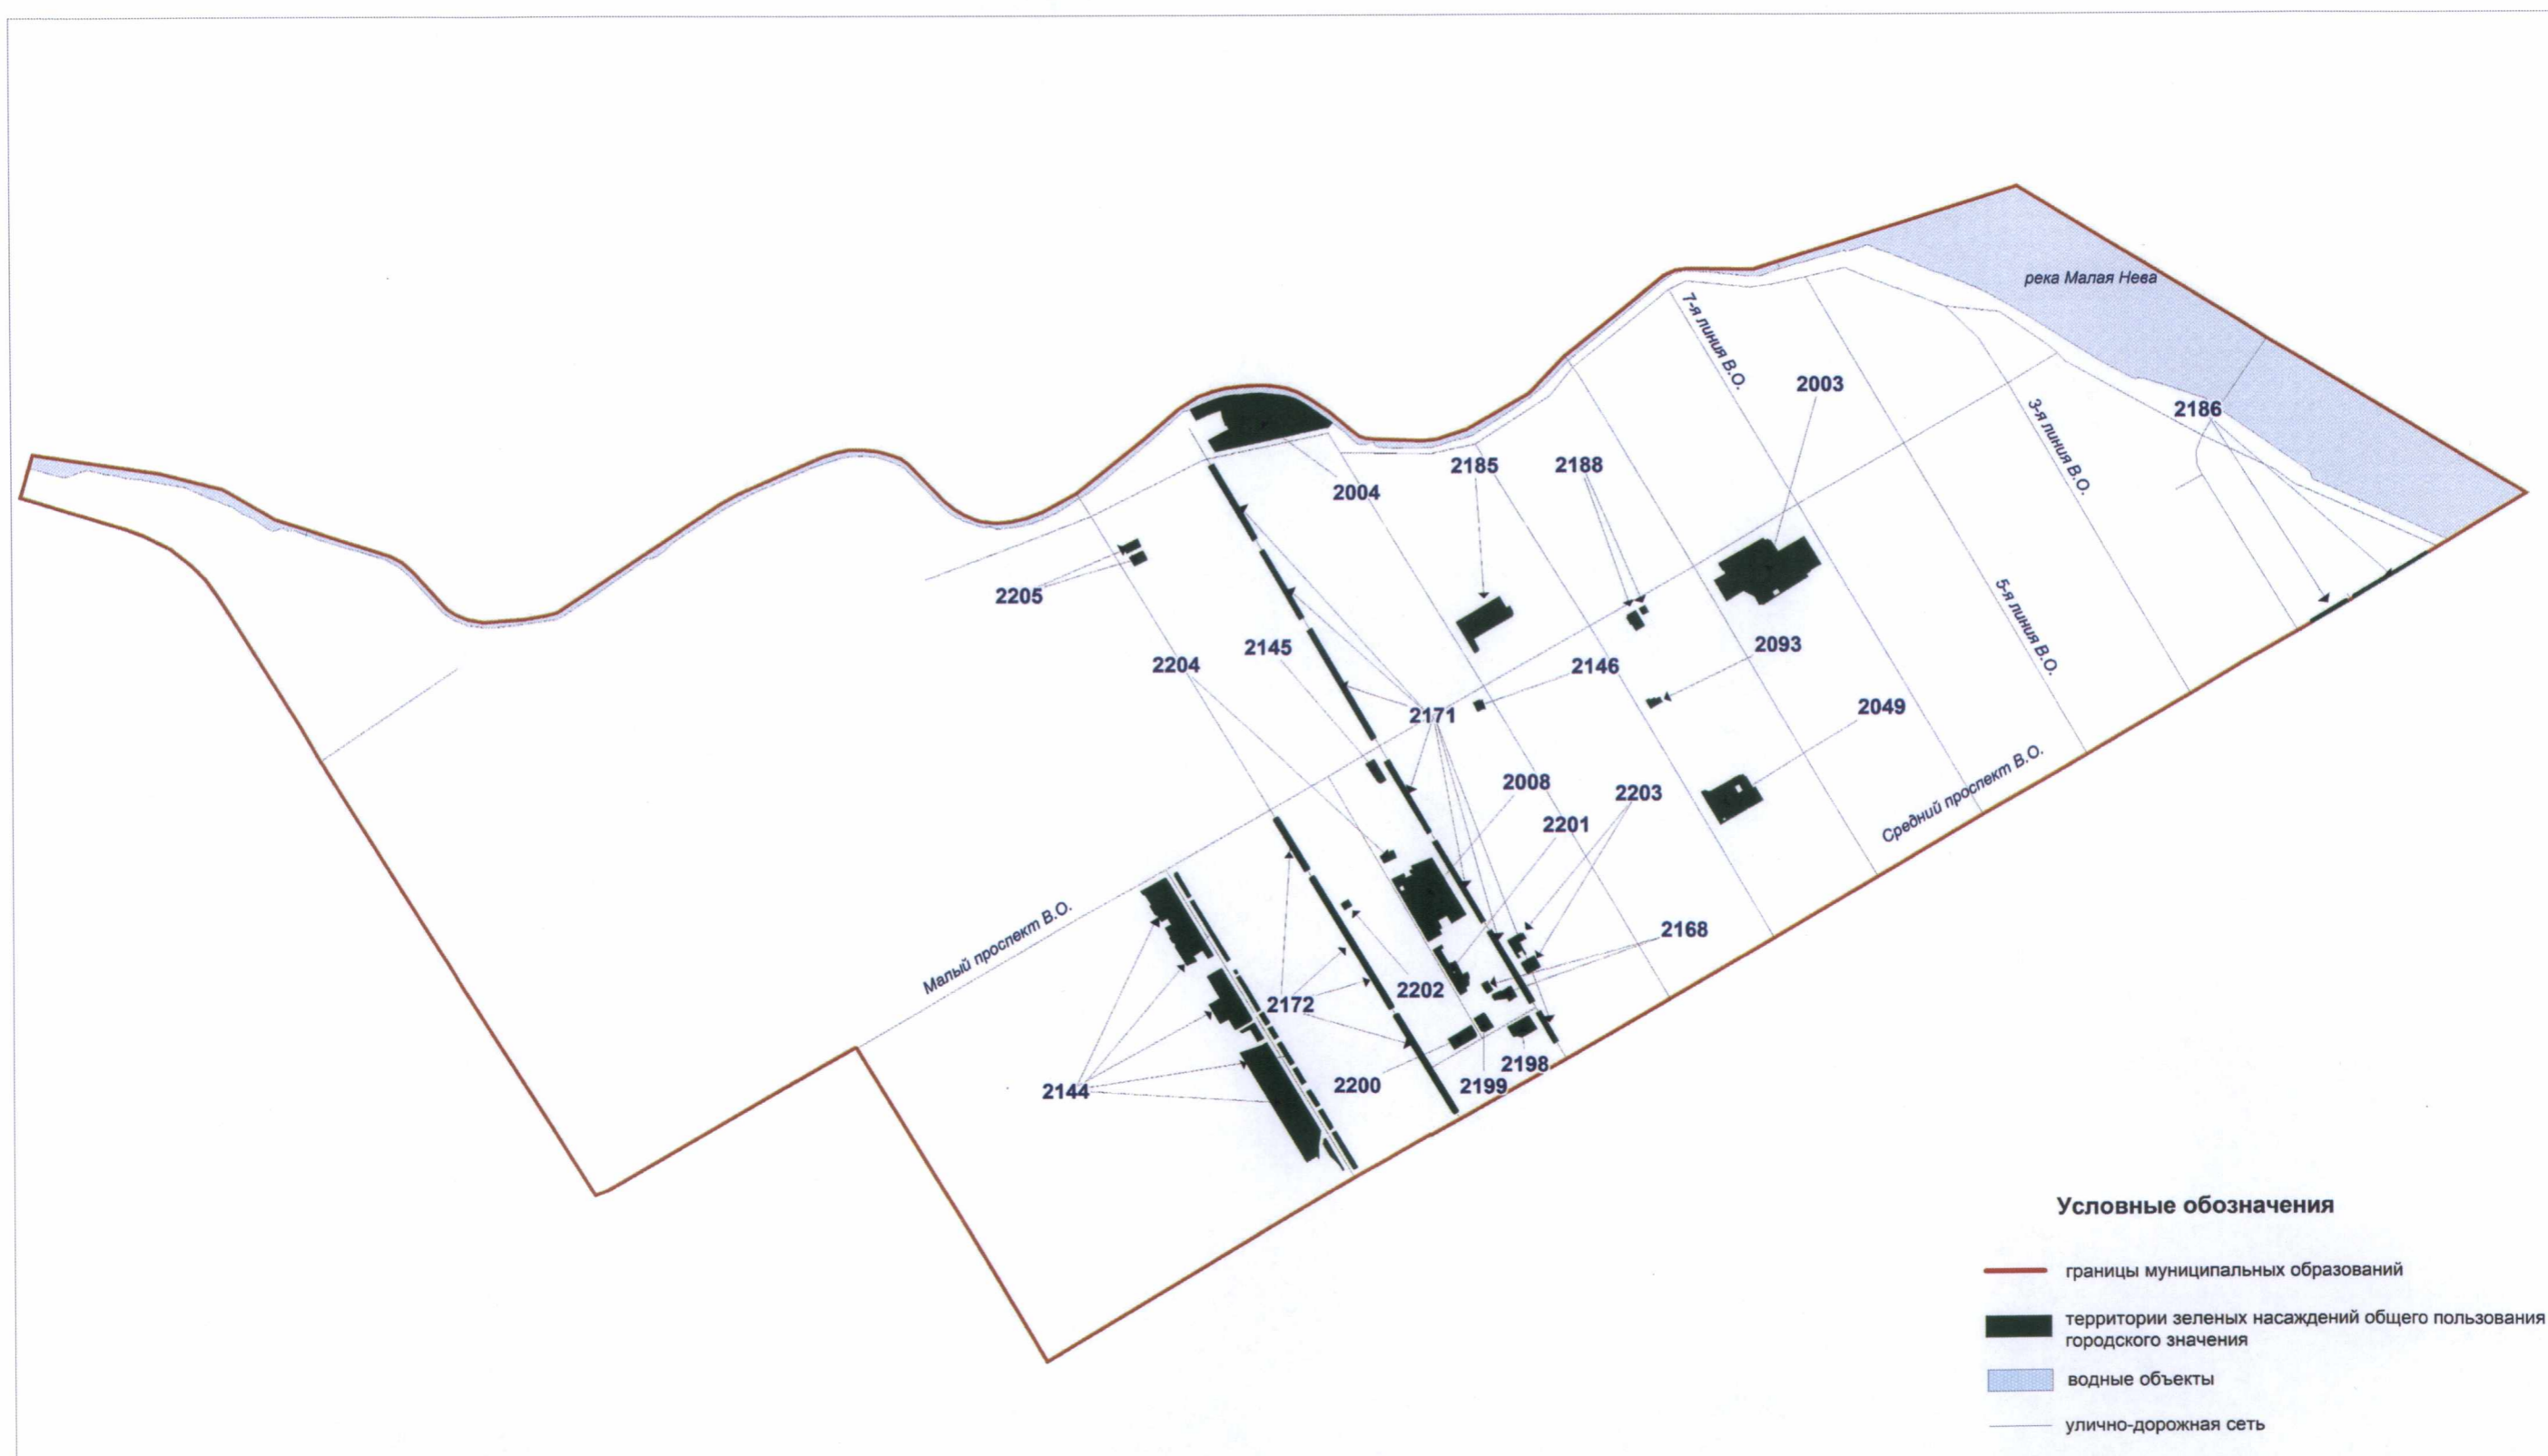 река Малая Нева
7-я линия В.О.
2003
3-я линия В.О.
2186
2185
2188
2004
2205
2145
2204
2146
2093
5-я линия В.О.
2171
2049
Средний проспект В.О.
2008
2203
2201
Малый проспект В.О.
2168
2202
2172
2198
2144
2200
2199
Условные обозначения
границы муниципальных образований
территории зеленых насаждений общего пользования
городского значения
водные объекты
улично-дорожная сеть